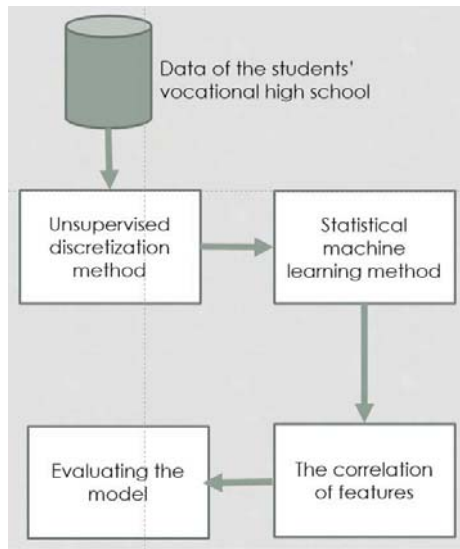 Data of the students'
vocational high school
Unsupervised
discretization
method
Statistical
machine
learning method
The correlation
of features
Evaluating the
model